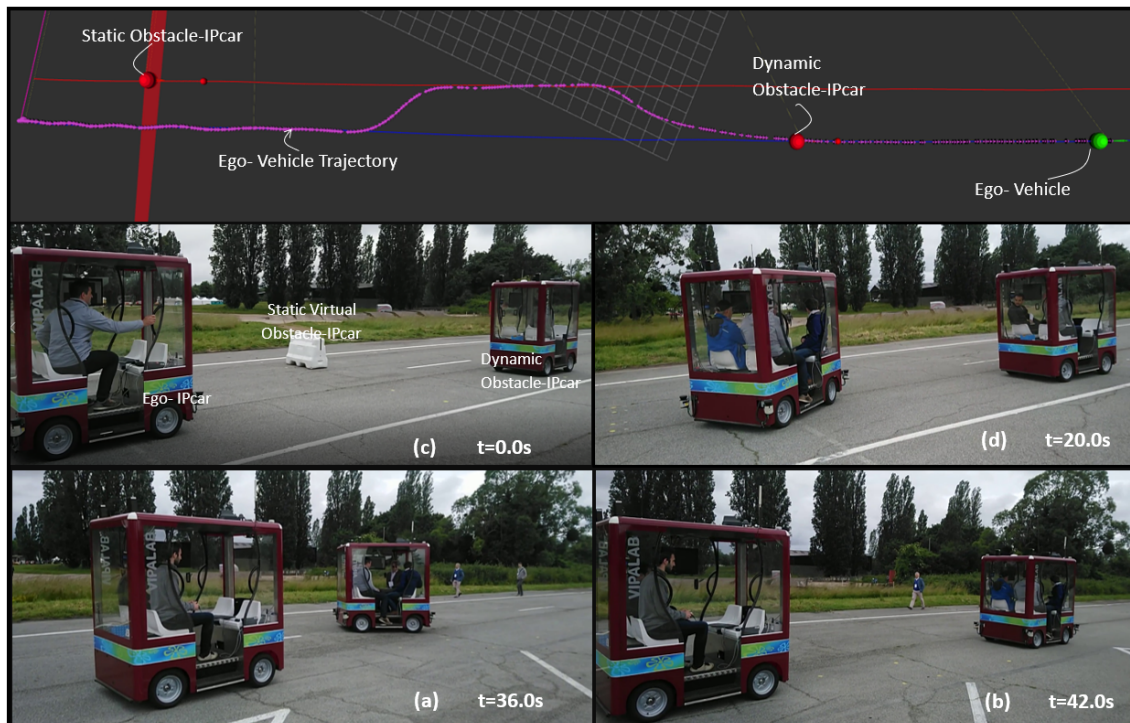 Static Obstacle-IPcar
Dynamic
Obstacle-IPcar
Ego- Vehicle Trajectory
Ego- Vehicle
VIPALAB
Static Virtual
Obstacle-IPcar
Dynamic
Obstacle-IPcar
Ego- IPcar
(c)
t=0.0s
(d)
t=20.0s
VIPALAB
(a)
t=36.0s
VIPALAB
(b)
t=42.0s